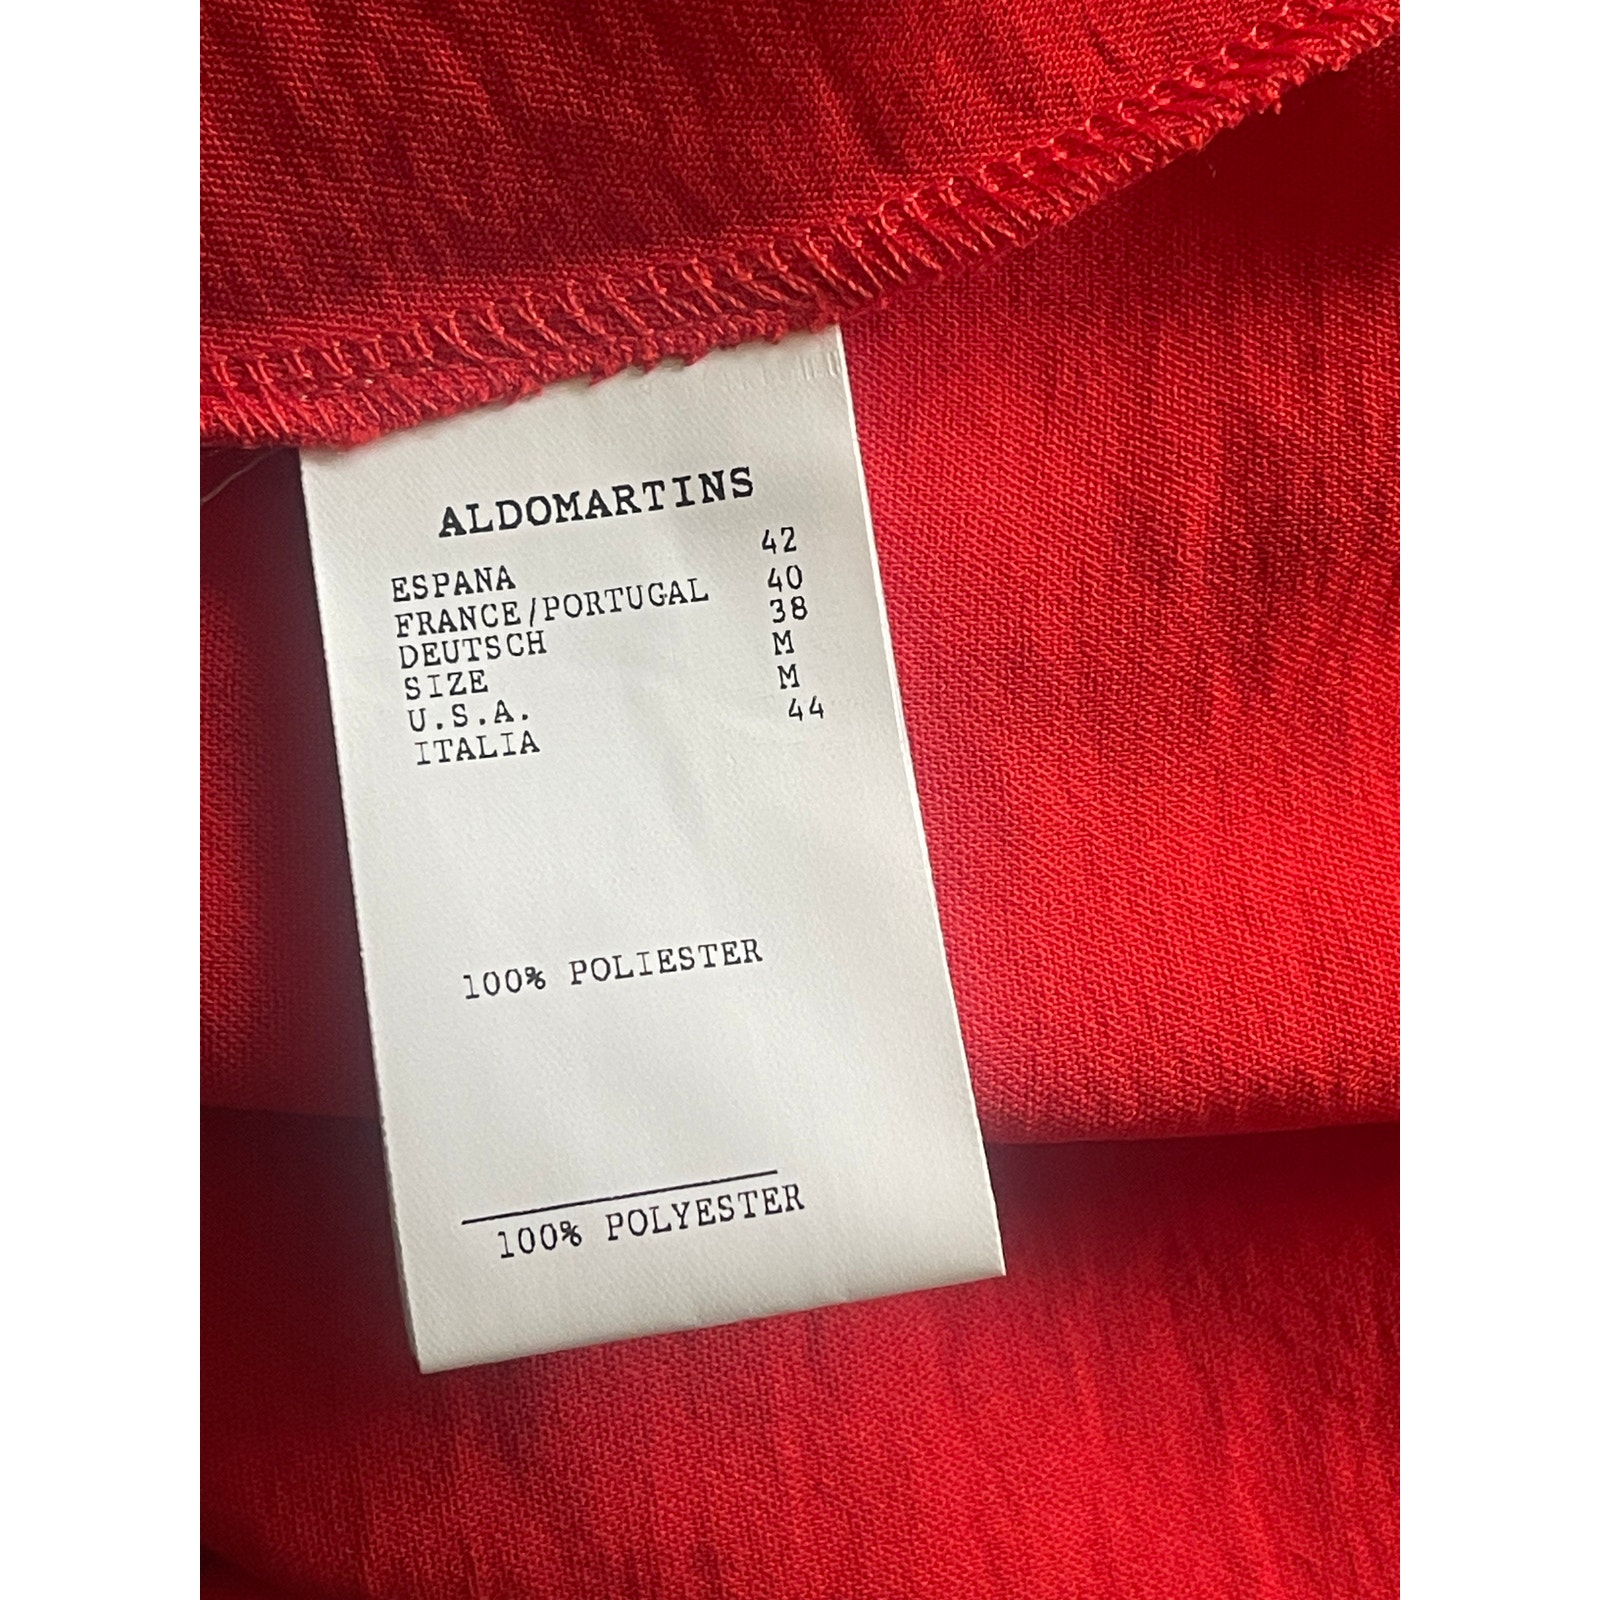 ALDOMARTINS
ESPANA 42
FRANCE/PORTUGAL 40
DEUTSCH 38
SIZE M
U.S.A. M
ITALIA 44
100% POLIESTER
100% POLYESTER